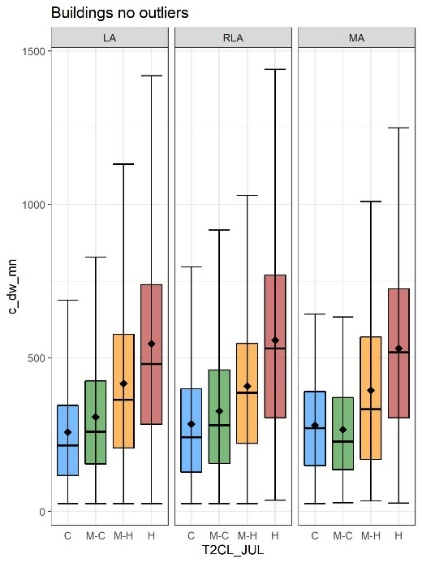 Buildings no outliers
LA RLA MA
1500
1000
500
0
c_dw_mn
C M-C M-H H C M-C M-H H C M-C M-H H
T2CL_JUL